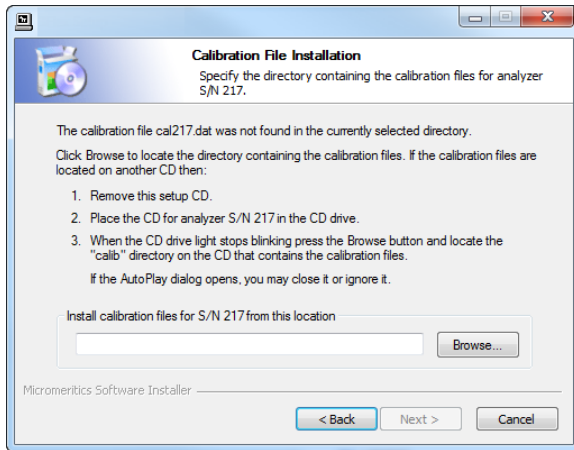 Calibration File Installation
Specify the directory containing the calibration files for analyzer
S/N 217.
The calibration file cal217.dat was not found in the currently selected directory.
Click Browse to locate the directory containing the calibration files. If the calibration files are
located on another CD then:
1. Remove this setup CD.
2. Place the CD for analyzer S/N 217 in the CD drive.
3. When the CD drive light stops blinking press the Browse button and locate the
"calib" directory on the CD that contains the calibration files.
If the AutoPlay dialog opens, you may close it or ignore it.
Install calibration files for S/N 217 from this location
Browse...
Micromeritics Software Installer
< Back Next > Cancel